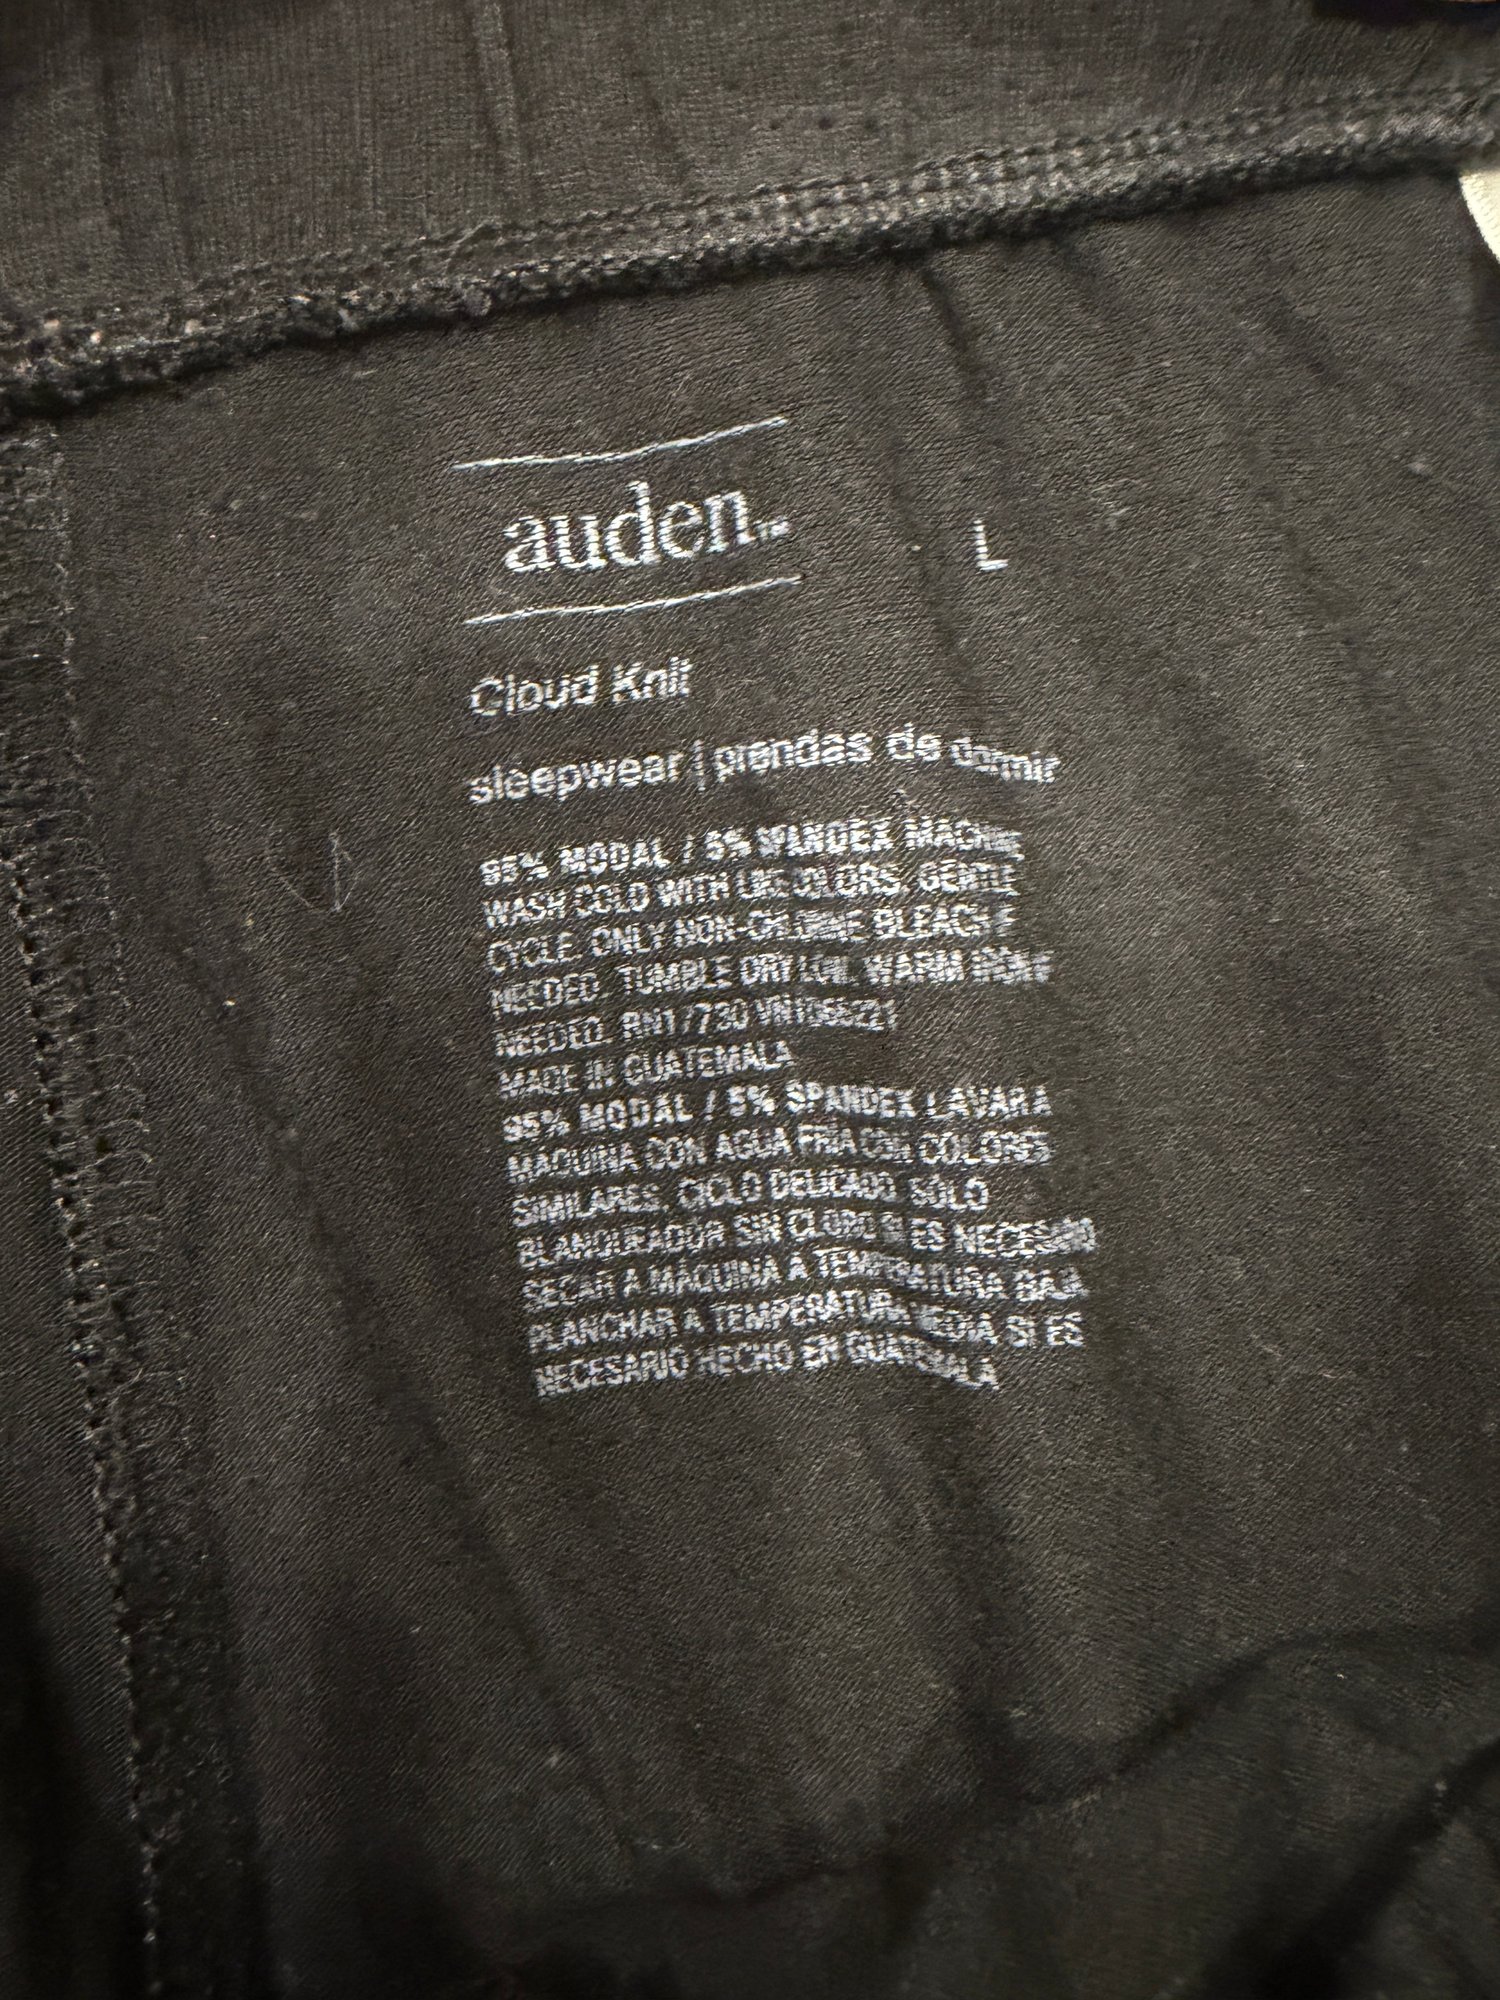 auden™
L
Cloud Knit
sleepwear | prendas de dormir
95% MODAL / 5% SPANDEX MACHINE
WASH COLD WITH LIKE COLORS. GENTLE
CYCLE. ONLY NON-CHLORINE BLEACH IF
NEEDED. TUMBLE DRY LOW. WARM IRON IF
NEEDED. RN17730
MADE IN GUATEMALA
95% MODAL / 5% SPANDEX LAVAR A
MAQUINA CON AGUA FRÍA CON COLORES
SIMILARES. CICLO DELICADO. SÓLO
BLANQUEADOR SIN CLORO SI ES NECESARIO
SECAR A MAQUINA A TEMPERATURA BAJA
PLANCHAR A TEMPERATURA MEDIA SI ES
NECESARIO HECHO EN GUATEMALA